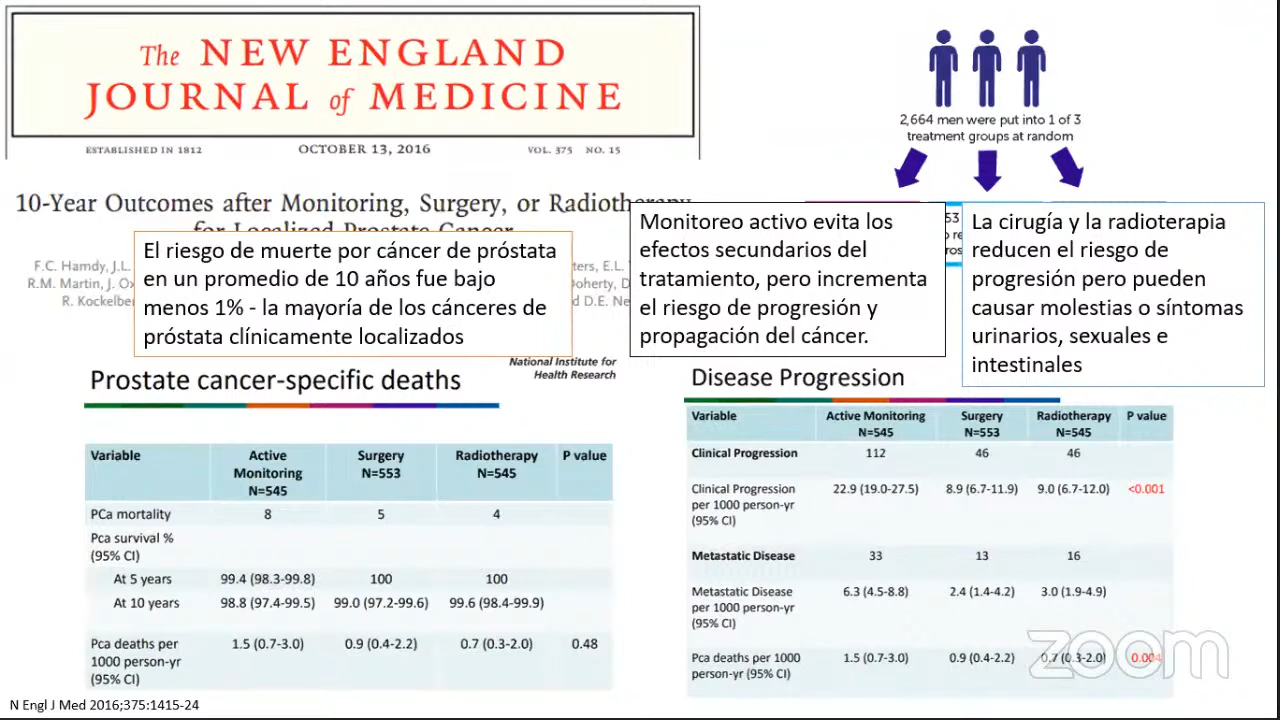 The NEW ENGLAND
JOURNAL of MEDICINE
ESTABLISHED IN 1812 OCTOBER 13, 2016 VOL. 375 NO. 15
2,664 men were put into 1 of 3
treatment groups at random
10-Year Outcomes after Monitoring, Surgery, or Radiotherapy
for Localized Prostate Cancer
F.C. Hamdy, J.L.
R.M. Martin, J.
R.
El riesgo de muerte por cáncer de próstata
en un promedio de 10 años fue bajo
menos 1% - la mayoría de los cánceres de
próstata clínicamente localizados
E.L.
D.E.
Monitoreo activo evita los
efectos secundarios del
tratamiento, pero incrementa
el riesgo de progresión y
propagación del cáncer.
53
La cirugía y la radioterapia
reducen el riesgo de
progresión pero pueden
causar molestias o síntomas
urinarios, sexuales e
intestinales
National Institute for
Health Research
Prostate cancer-specific deaths
Variable Active Monitoring N=545 Surgery N=553 Radiotherapy N=545 P value
PCa mortality 8 5 4
Pca survival %
(95% CI)
At 5 years 99.4 (98.3-99.8) 100 100
At 10 years 98.8 (97.4-99.5) 99.0 (97.2-99.6) 99.6 (98.4-99.9)
Pca deaths per 1.5 (0.7-3.0) 0.9 (0.4-2.2) 0.7 (0.3-2.0) 0.48
1000 person-yr
(95% CI)
Disease Progression
Variable Active Monitoring N=545 Surgery N=553 Radiotherapy N=545 P value
Clinical Progression 112 46 46
Clinical Progression 22.9 (19.0-27.5) 8.9 (6.7-11.9) 9.0 (6.7-12.0) <0.001
per 1000 person-yr
(95% CI)
Metastatic Disease 33 13 16
Metastatic Disease 6.3 (4.5-8.8) 2.4 (1.4-4.2) 3.0 (1.9-4.9)
per 1000 person-yr
(95% CI)
Pca deaths per 1000 1.5 (0.7-3.0) 0.9 (0.4-2.2) 0.7 (0.3-2.0) 0.004
person-yr (95% CI)
zoom
N Engl J Med 2016;375:1415-24